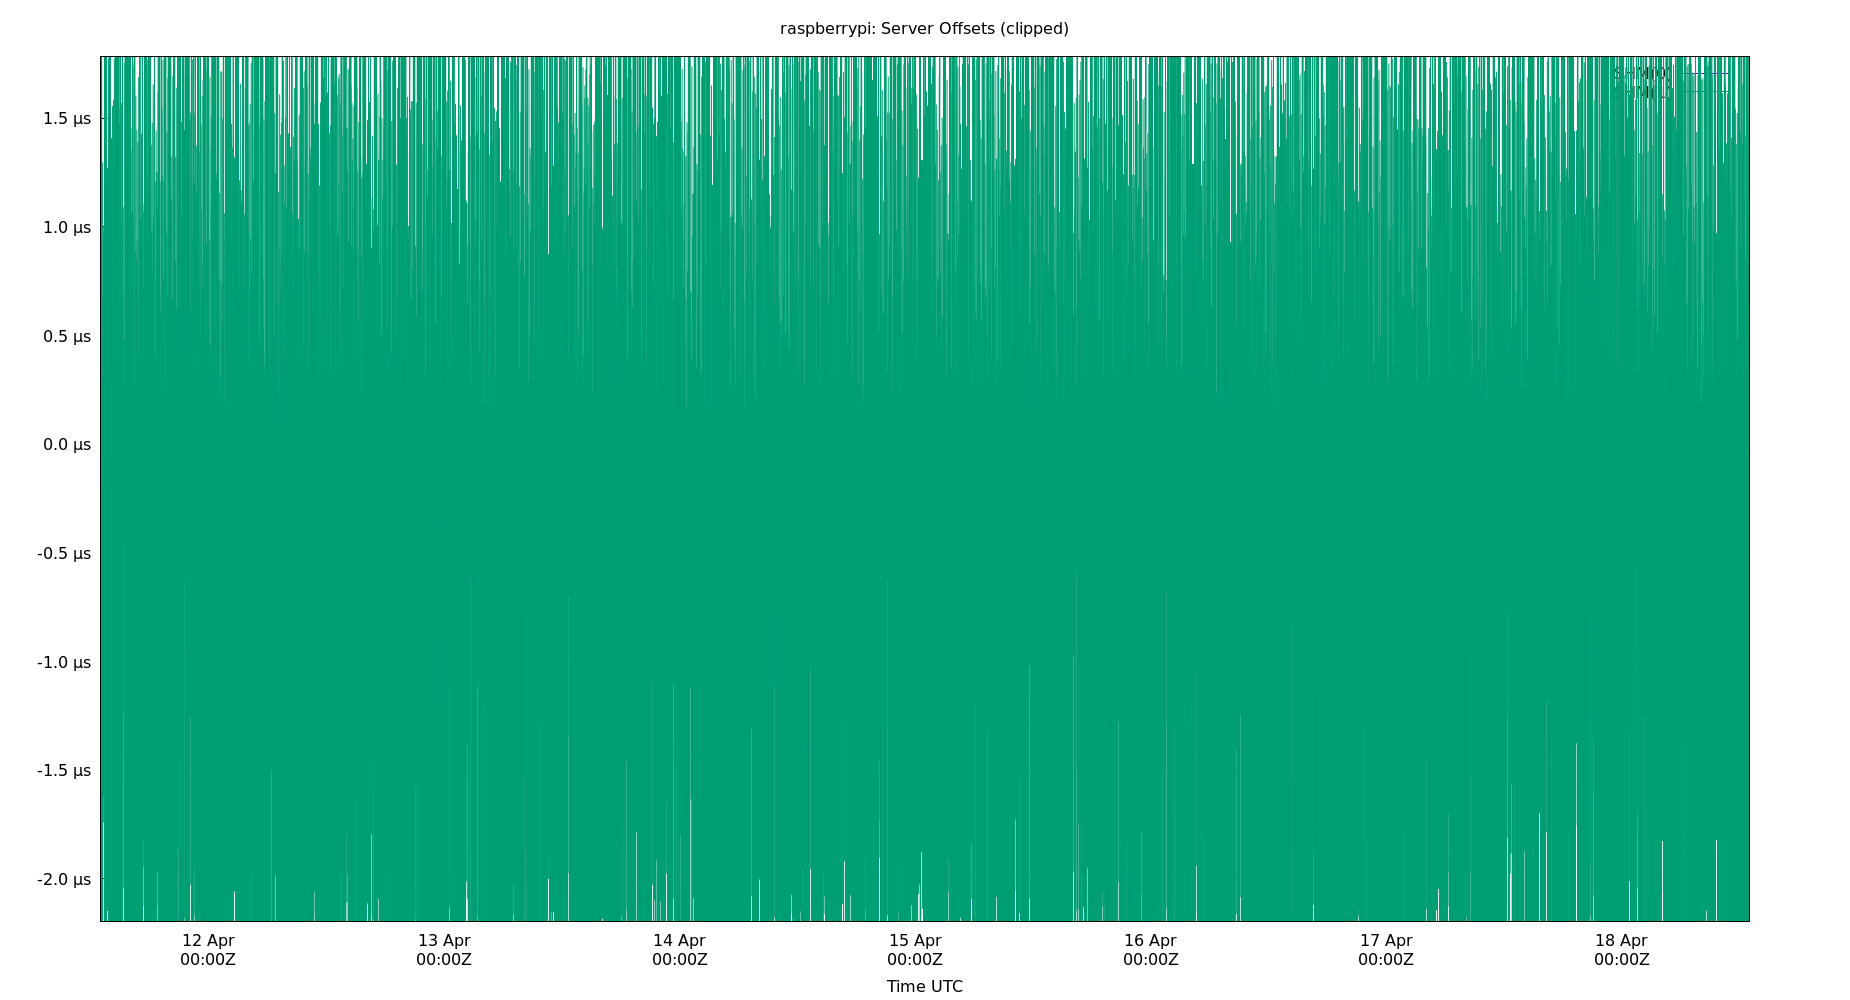 raspberrypi: Server Offsets (clipped)
SHM(0)
1.5 µs
1.0 µs
0.5 µs
0.0 µs
-0.5 µs
-1.0 µs
-1.5 µs
-2.0 µs
12 Apr
00:00Z
13 Apr
00:00Z
14 Apr
00:00Z
15 Apr
00:00Z
16 Apr
00:00Z
17 Apr
00:00Z
18 Apr
00:00Z
Time UTC